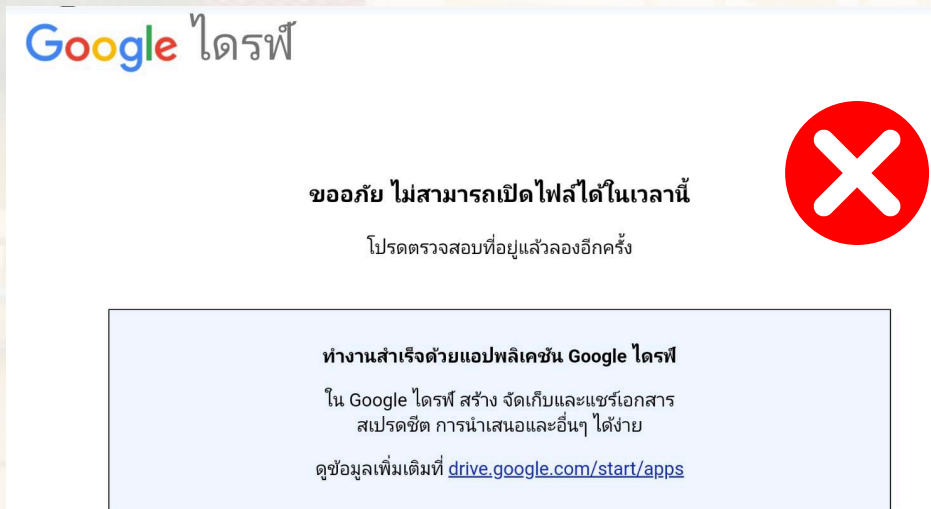 Google ไดรฟ์
ขออภัย ไม่สามารถเปิดไฟล์ได้ในเวลานี้
โปรดตรวจสอบที่อยู่แล้วลองอีกครั้ง
ทำงานสำเร็จด้วยแอปพลิเคชัน Google ไดรฟ์
ใน Google ไดรฟ์ สร้าง จัดเก็บและแชร์เอกสาร
สเปรดชีต การนำเสนอและอื่นๆ ได้ง่าย
ดูข้อมูลเพิ่มเติมที่ drive.google.com/start/apps